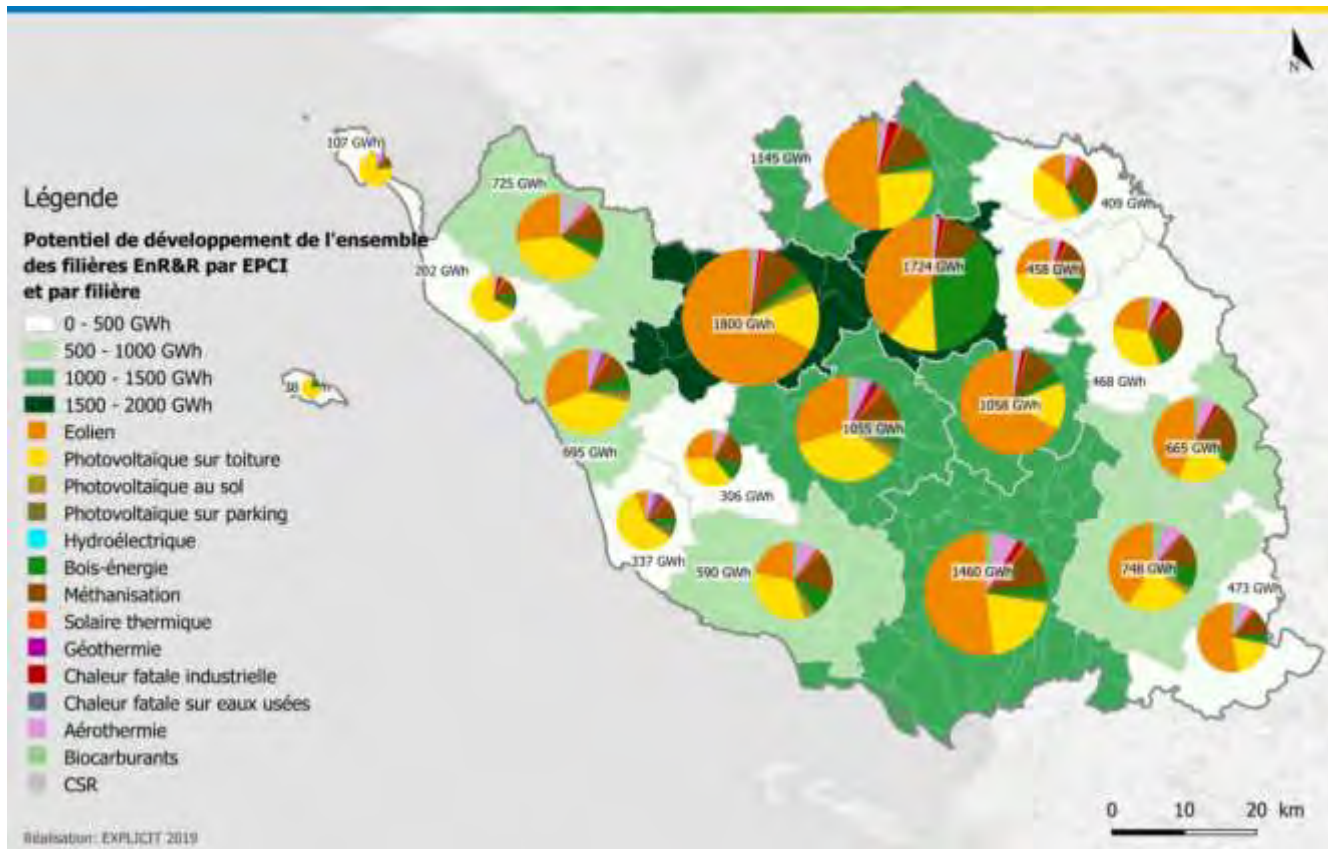 N
107 GWh
1145 GWh
725 GWh
409 GWh
Légende
Potentiel de développement de l'ensemble
des filières EnR&R par EPCI
et par filière
202 GWh
1724 GWh
458 GWh
1800 GWh
0 - 500 GWh
500 - 1000 GWh
1000 - 1500 GWh
1500 - 2000 GWh
468 GWh
38
1058 GWh
1055 GWh
695 GWh
665 GWh
306 GWh
337 GWh
590 GWh
1460 GWh
748 GWh
473 GWh
Eolien
Photovoltaïque sur toiture
Photovoltaïque au sol
Photovoltaïque sur parking
Hydroélectrique
Bois-énergie
Méthanisation
Solaire thermique
Géothermie
Chaleur fatale industrielle
Chaleur fatale sur eaux usées
Aérothermie
Biocarburants
CSR
0 10 20 km
Réalisation: EXPLICIT 2019